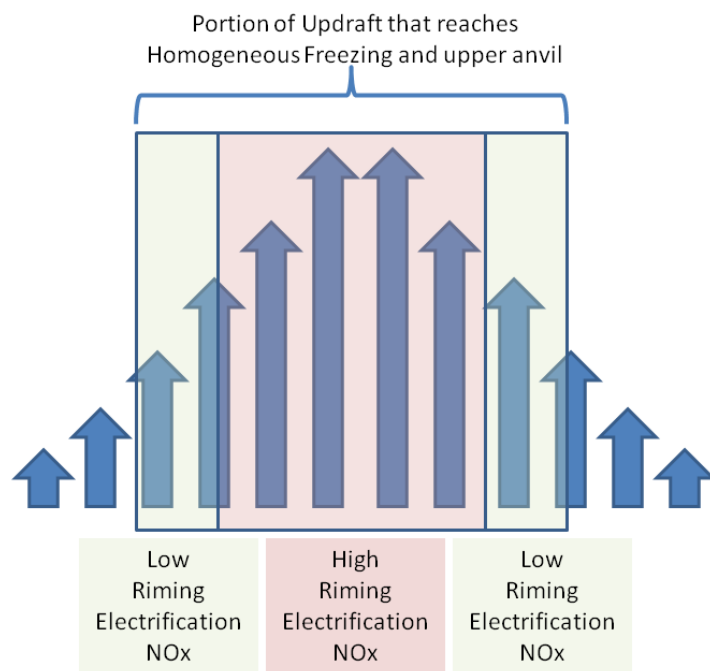 Portion of Updraft that reaches
Homogeneous Freezing and upper anvil
Low
Riming
Electrification
NOx
High
Riming
Electrification
NOx
Low
Riming
Electrification
NOx